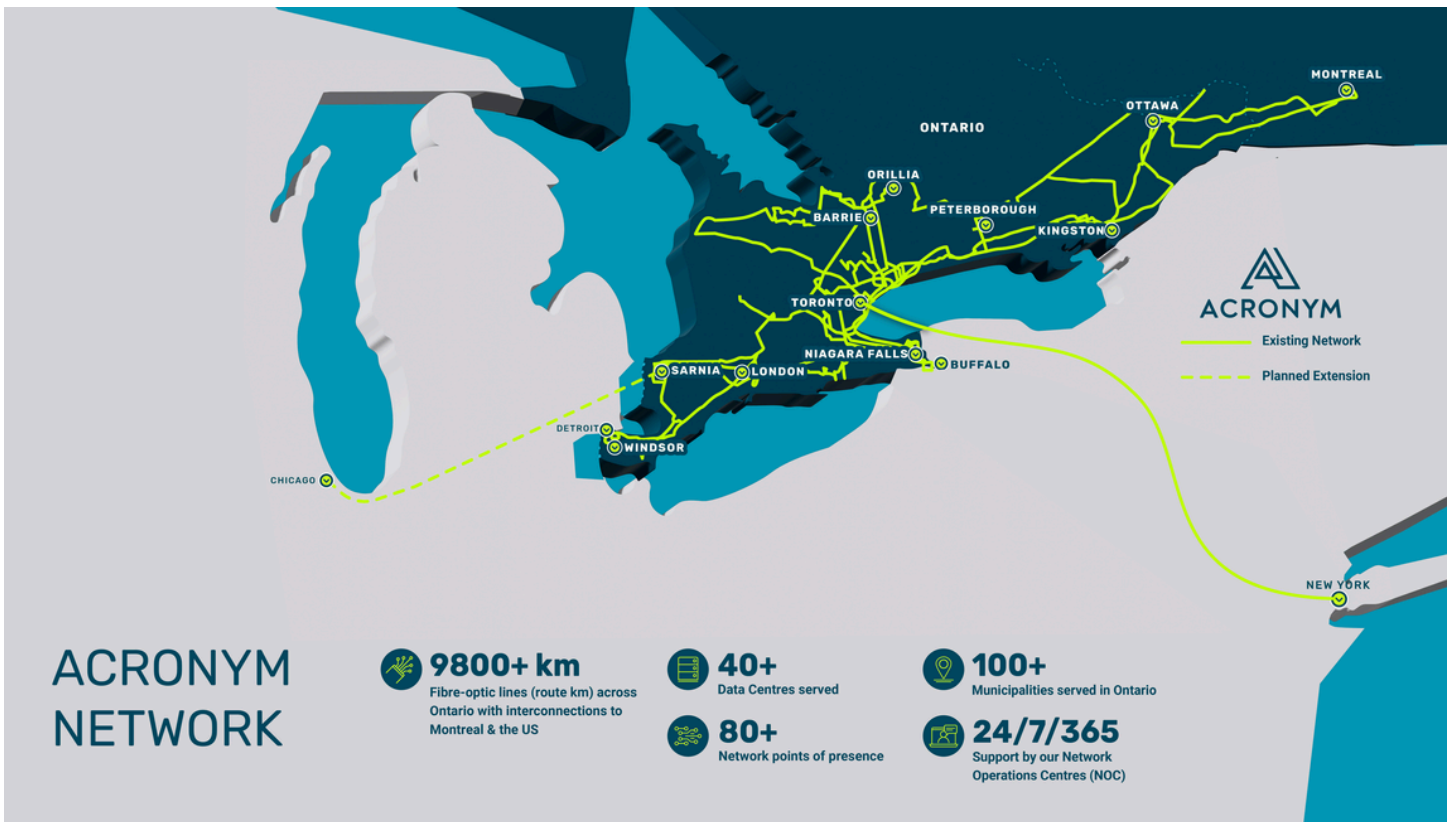 MONTREAL
OTTAWA
ONTARIO
ORILLIA
PETERBOROUGH
BARRIE
KINGSTON
ACRONYM
TORONTO
Existing Network
NIAGARA FALLS
BUFFALO
SARNIA
LONDON
Planned Extension
DETROIT
WINDSOR
CHICAGO
NEW YORK
ACRONYM
NETWORK
9800+ km
Fibre-optic lines (route km) across
Ontario with interconnections to
Montreal & the US
40+
Data Centres served
80+
Network points of presence
100+
Municipalities served in Ontario
24/7/365
Support by our Network
Operations Centres (NOC)